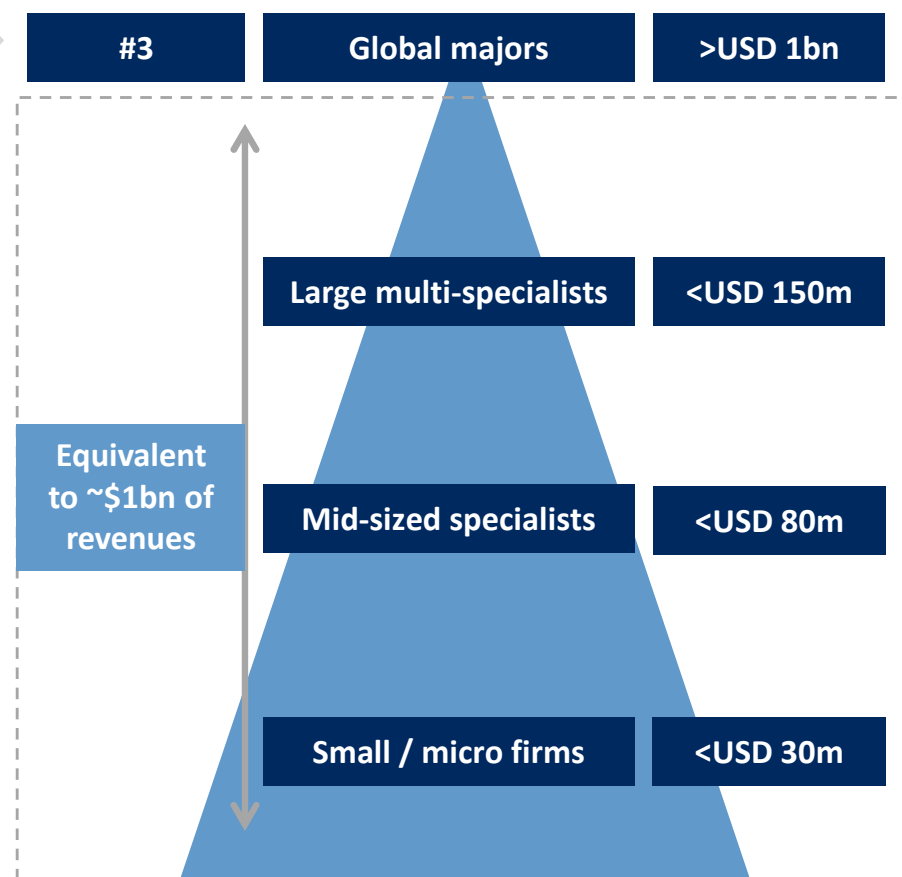 #3
Global majors
>USD 1bn
Large multi-specialists
<USD 150m
Equivalent
to ~$1bn of
revenues
Mid-sized specialists
<USD 80m
Small / micro firms
<USD 30m